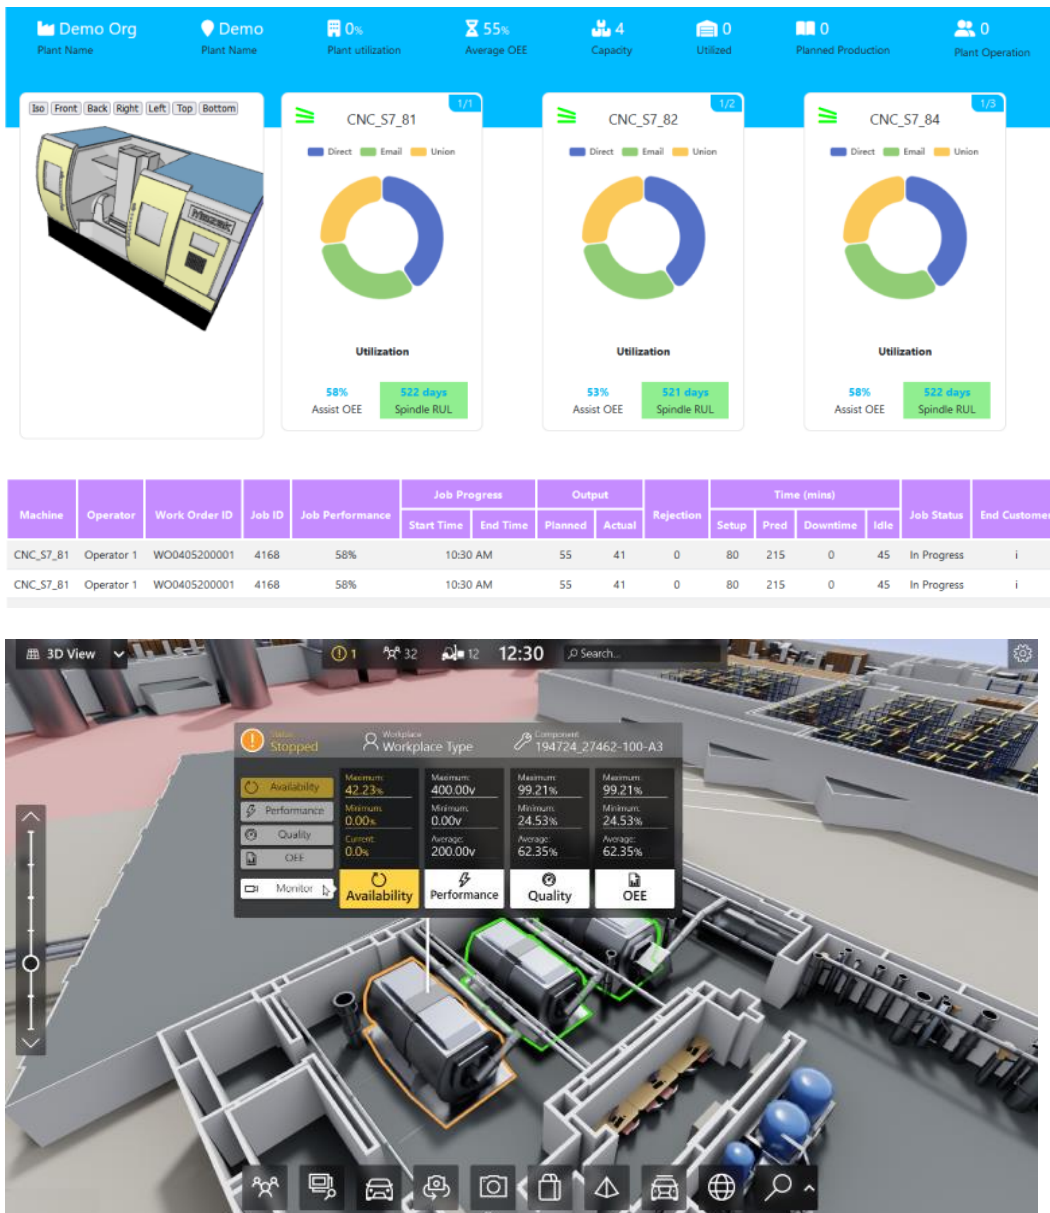 Demo Org
Plant Name
Demo
Plant Name
0%
Plant utilization
55%
Average OEE
4
Capacity
0
Utilized
0
Planned Production
0
Plant Operation
Iso Front Back Right Left Top Bottom
1/1
CNC_S7_81
Direct Email Union
Utilization
58%
Assist OEE
522 days
Spindle RUL
1/2
CNC_S7_82
Direct Email Union
Utilization
53%
Assist OEE
521 days
Spindle RUL
1/3
CNC_S7_84
Direct Email Union
Utilization
58%
Assist OEE
522 days
Spindle RUL
Machine Operator Work Order ID Job ID Job Performance Job Progress Output Rejection Time (mins) Job Status End Customer
Start Time End Time Planned Actual Setup Pred Downtime Idle
CNC_S7_81 Operator 1 WO0405200001 4168 58% 10:30 AM 55 41 0 80 215 0 45 In Progress i
CNC_S7_81 Operator 1 WO0405200001 4168 58% 10:30 AM 55 41 0 80 215 0 45 In Progress i
3D View 1 32 12 12:30 Search...
Status
Stopped
Workplace
Workplace Type
Component
194724_27462-100-A3
Availability
Performance
Quality
OEE
Monitor
Maximum:
42.23%
Minimum:
0.00%
Current:
0.0%
Availability
Maximum:
400.00v
Minimum:
0.00v
Average:
200.00v
Performance
Maximum:
99.21%
Minimum:
24.53%
Average:
62.35%
Quality
Maximum:
99.21%
Minimum:
24.53%
Average:
62.35%
OEE